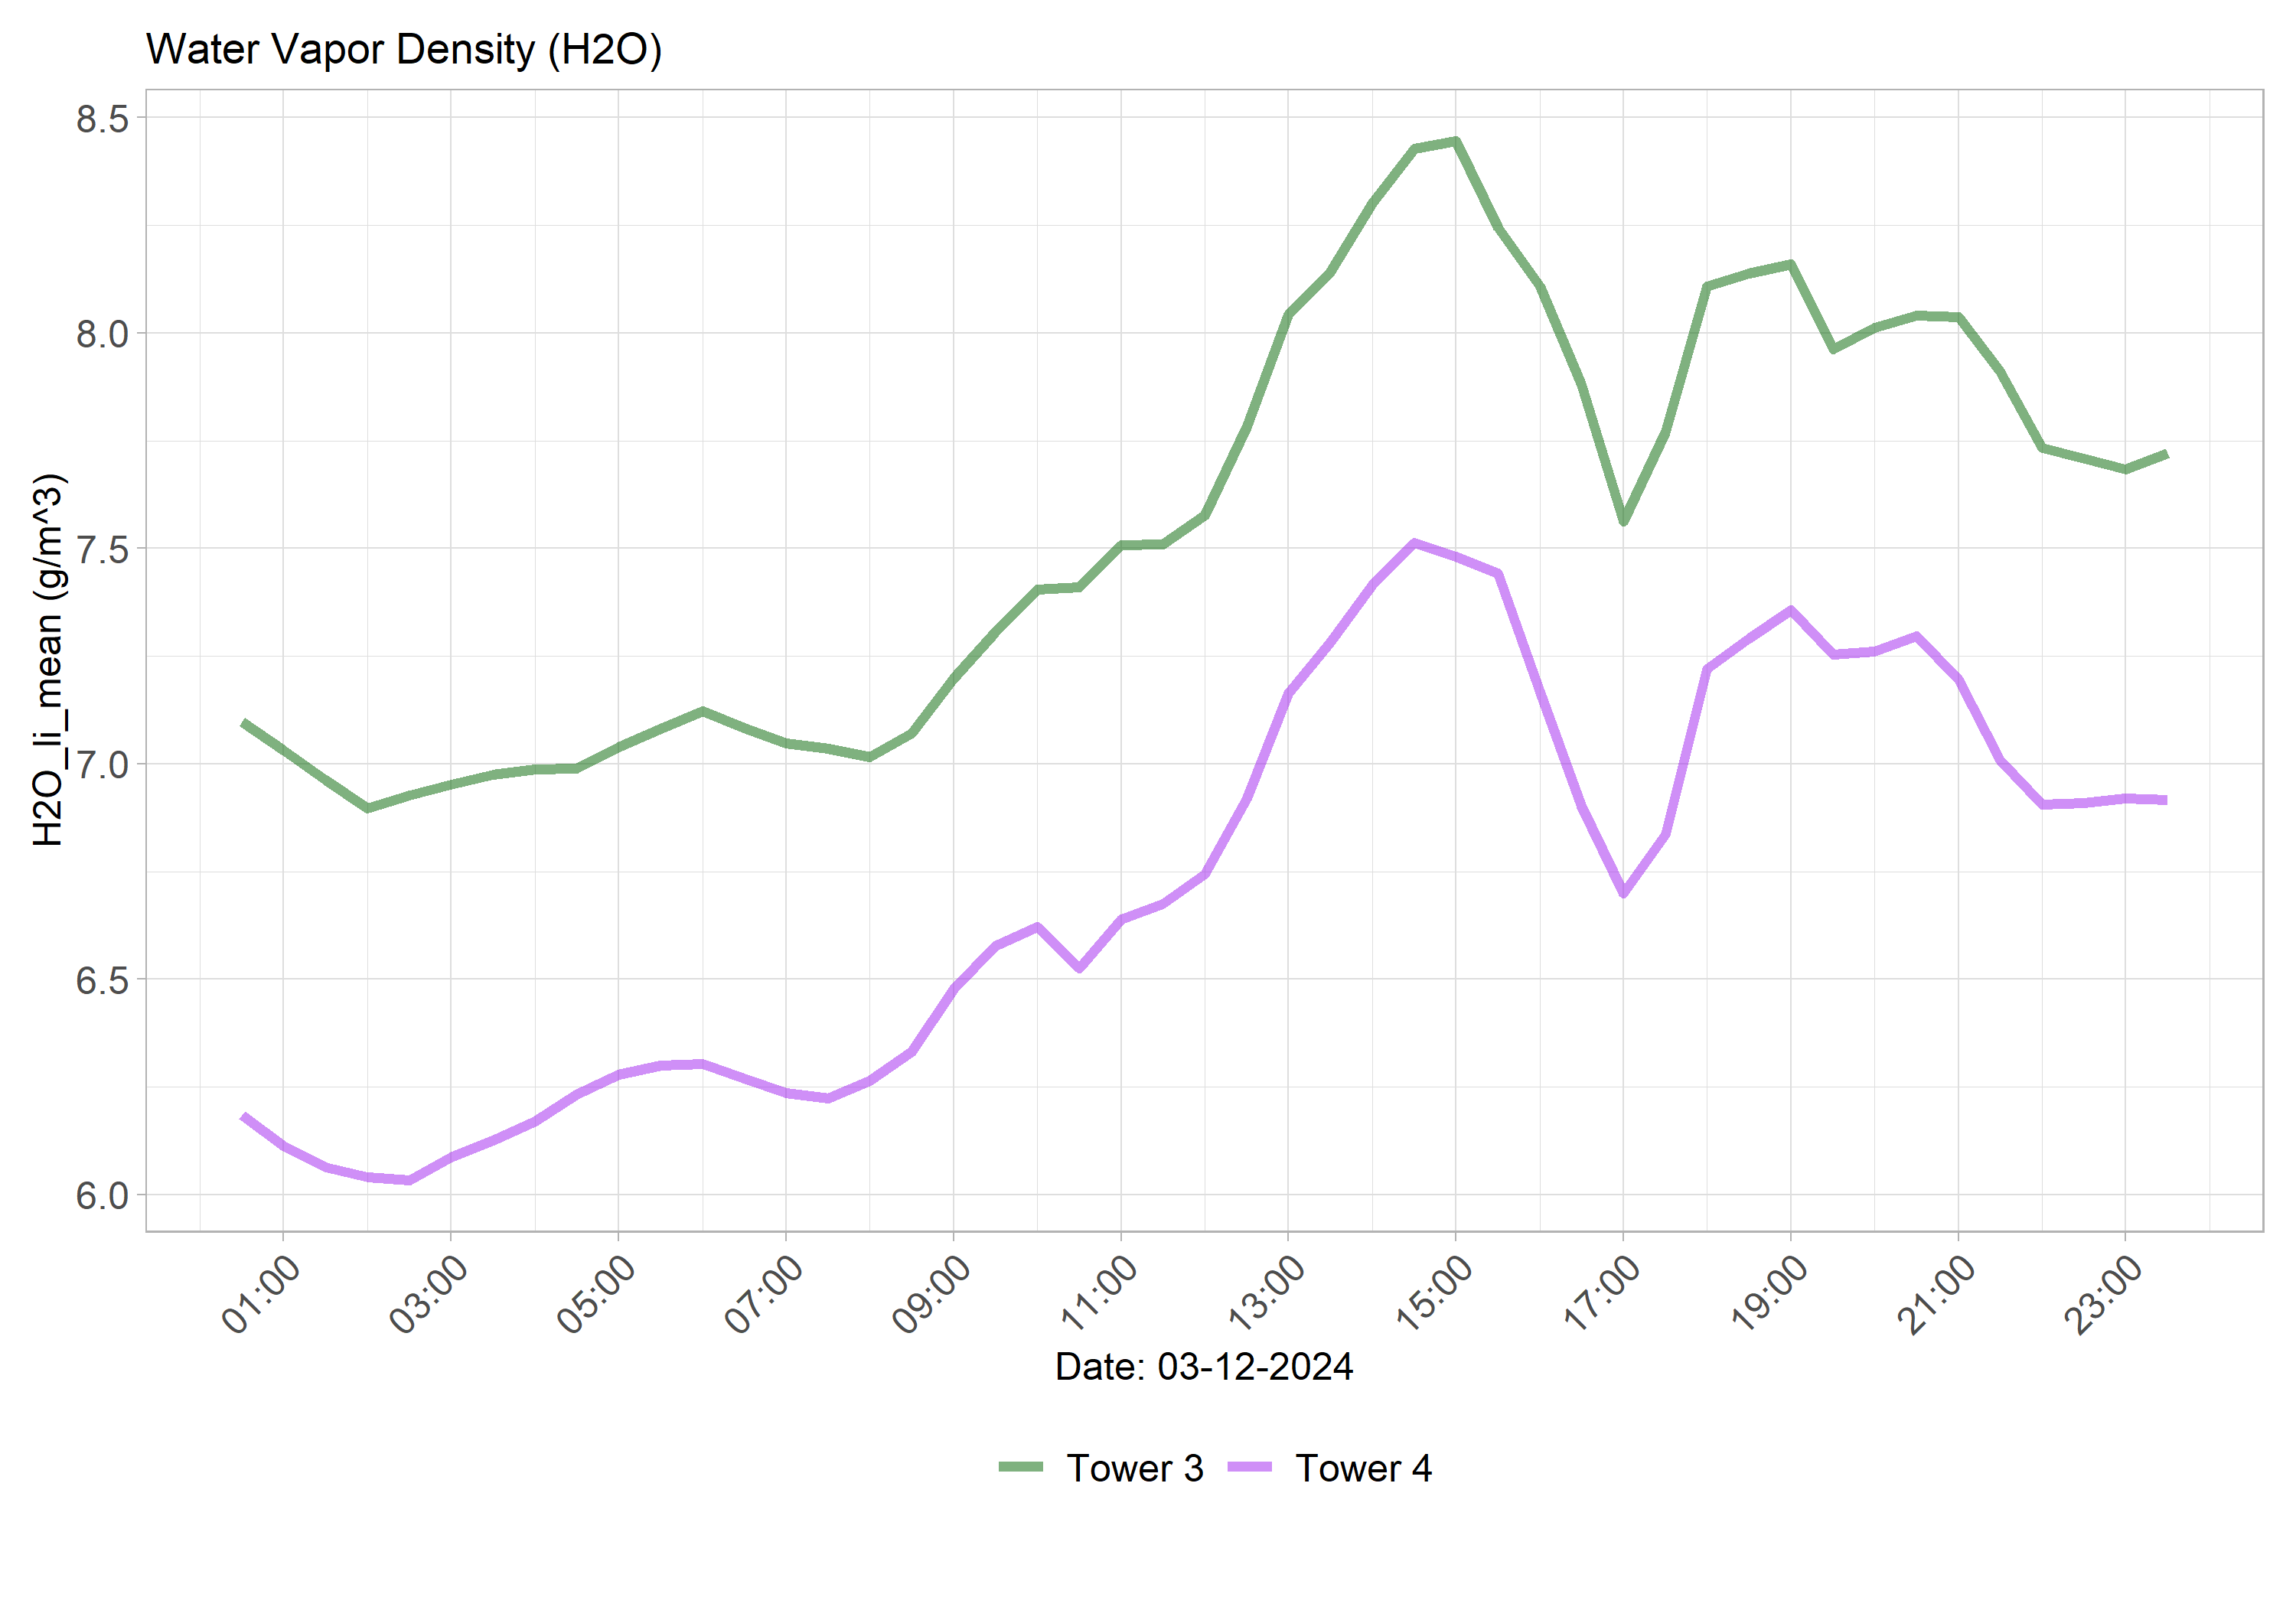 Water Vapor Density (H2O)
H2O_li_mean (g/m^3)
8.5
8.0
7.5
7.0
6.5
6.0
01:00 03:00 05:00 07:00 09:00 11:00 13:00 15:00 17:00 19:00 21:00 23:00
Date: 03-12-2024
Tower 3 Tower 4